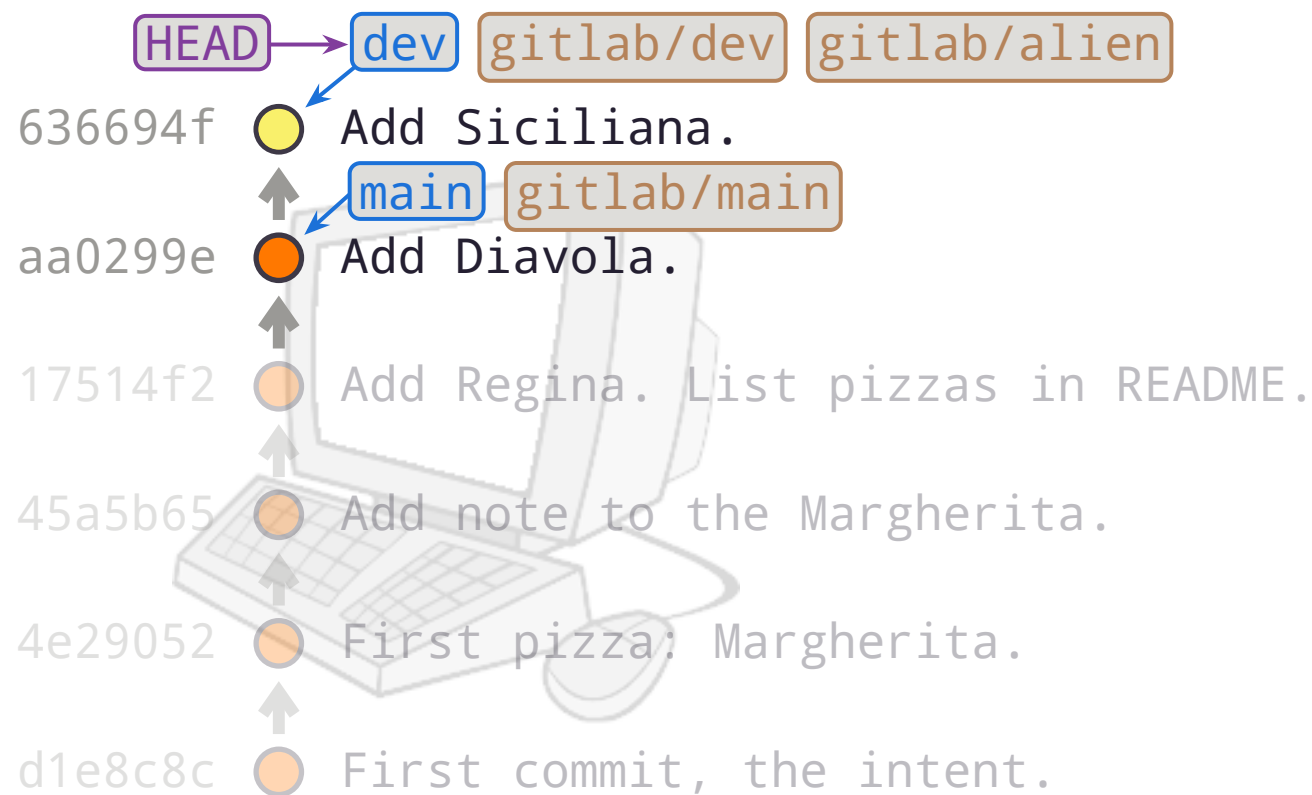 HEAD dev gitlab/dev gitlab/alien
636694f Add Siciliana.
main gitlab/main
aa0299e Add Diavola.
17514f2 Add Regina. List pizzas in README.
45a5b65 Add note to the Margherita.
4e29052 First pizza: Margherita.
d1e8c8c First commit, the intent.